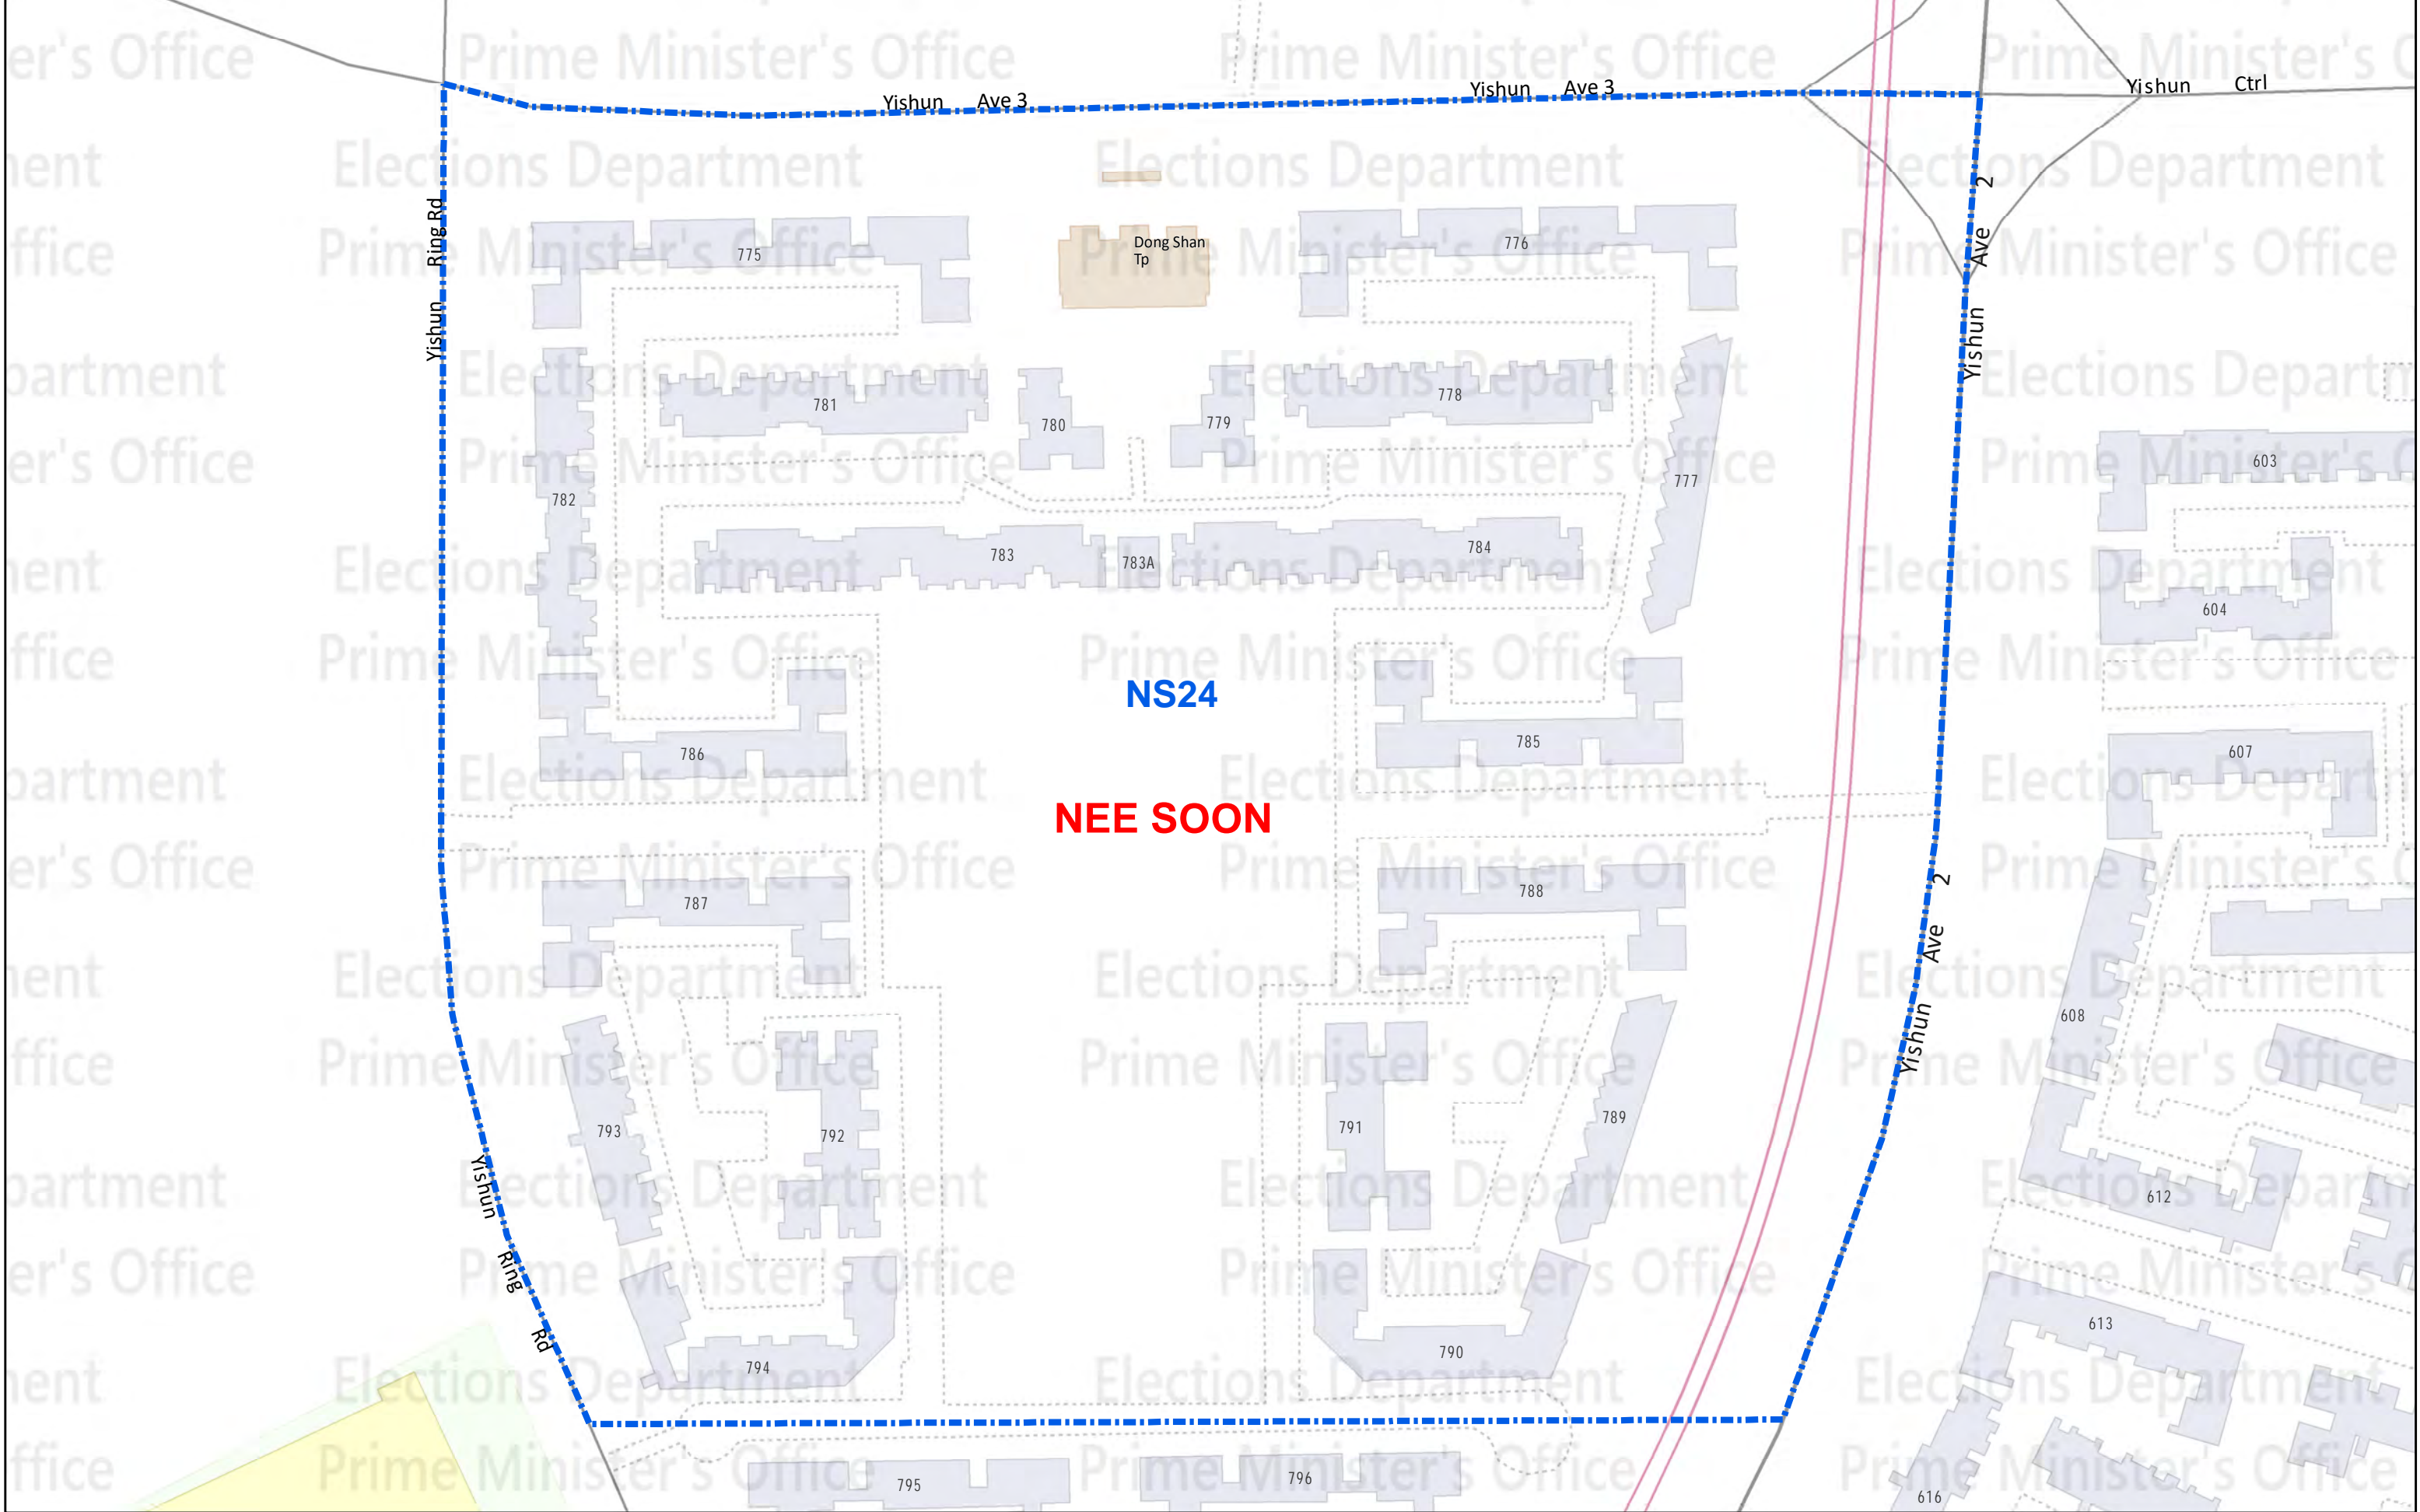 Yishun Ave 3
Yishun Ave 3
Yishun Ctrl
Yishun Ring Rd
Yishun Ave 2
775
Dong Shan
Tp
776
781
780
779
778
777
782
783
783A
784
603
604
NS24
786
785
607
NEE SOON
787
788
Yishun Ave 2
608
793
792
791
789
Yishun Ring Rd
612
794
790
613
795
796
616
Elections Department
Prime Minister's Office